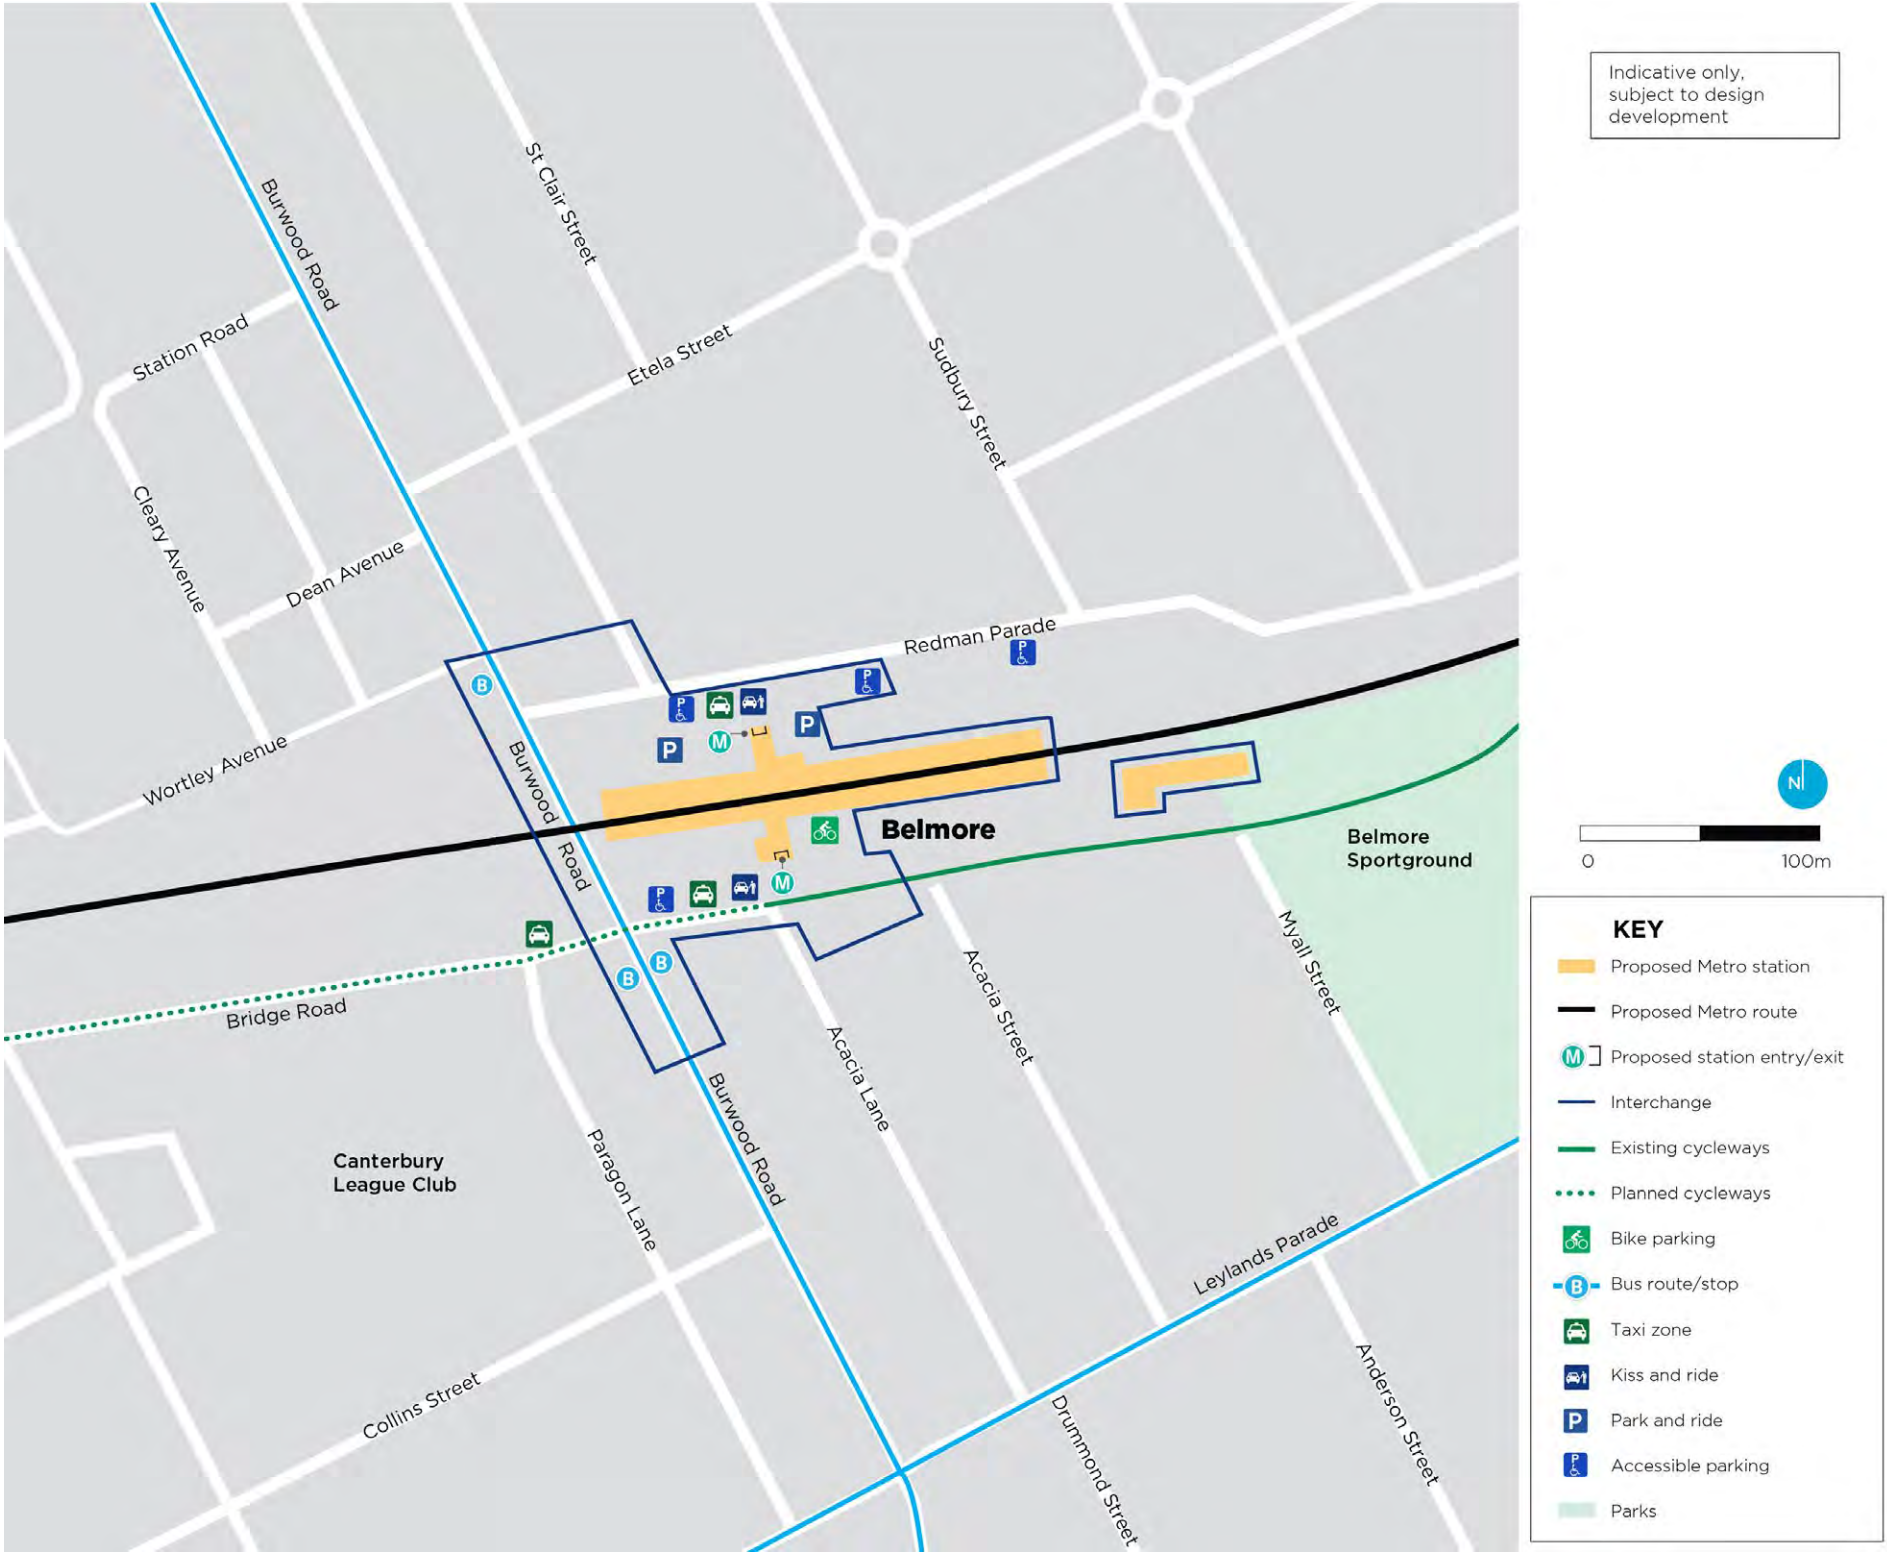 Indicative only,
subject to design
development
Burwood Road
St Clair Street
Station Road
Etela Street
Sudbury Street
Cleary Avenue
Dean Avenue
Redman Parade
Wortley Avenue
Burwood Road
B
P
P
P
P
P
M
Belmore
M
P
B
B
Belmore
Sportground
N
0 100m
Bridge Road
Acacia Lane
Acacia Street
Myall Street
Canterbury
League Club
Paragon Lane
Burwood Road
Leylands Parade
Collins Street
Drummond Street
Anderson Street
KEY
Proposed Metro station
Proposed Metro route
M Proposed station entry/exit
Interchange
Existing cycleways
Planned cycleways
Bike parking
B Bus route/stop
Taxi zone
Kiss and ride
P Park and ride
P Accessible parking
Parks